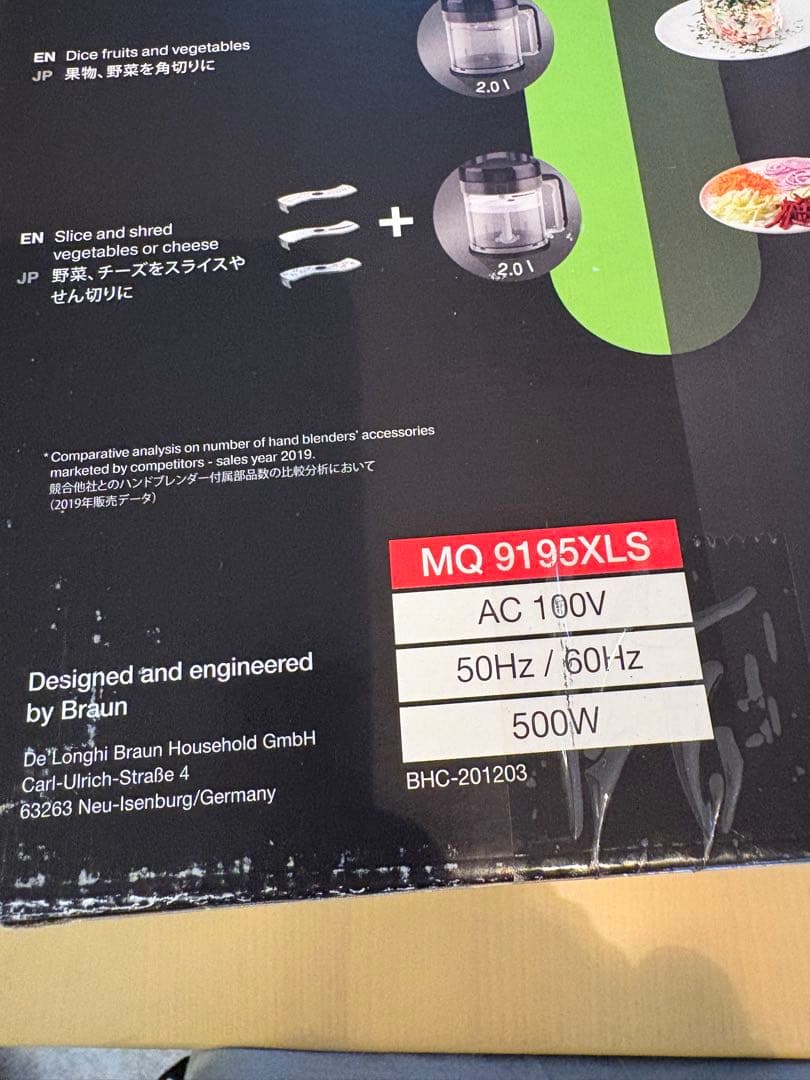 EN Dice fruits and vegetables
JP 果物、野菜を角切りに
2.0 l
EN Slice and shred
vegetables or cheese
JP 野菜、チーズをスライスや
せん切りに
+
2.0 l
* Comparative analysis on number of hand blenders' accessories
marketed by competitors - sales year 2019.
競合他社とのハンドブレンダー付属部品数の比較分析において
（2019年販売データ）
MQ 9195XLS
AC 100V
50Hz / 60Hz
500W
BHC-201203
Designed and engineered
by Braun
De'Longhi Braun Household GmbH
Carl-Ulrich-Straße 4
63263 Neu-Isenburg/Germany